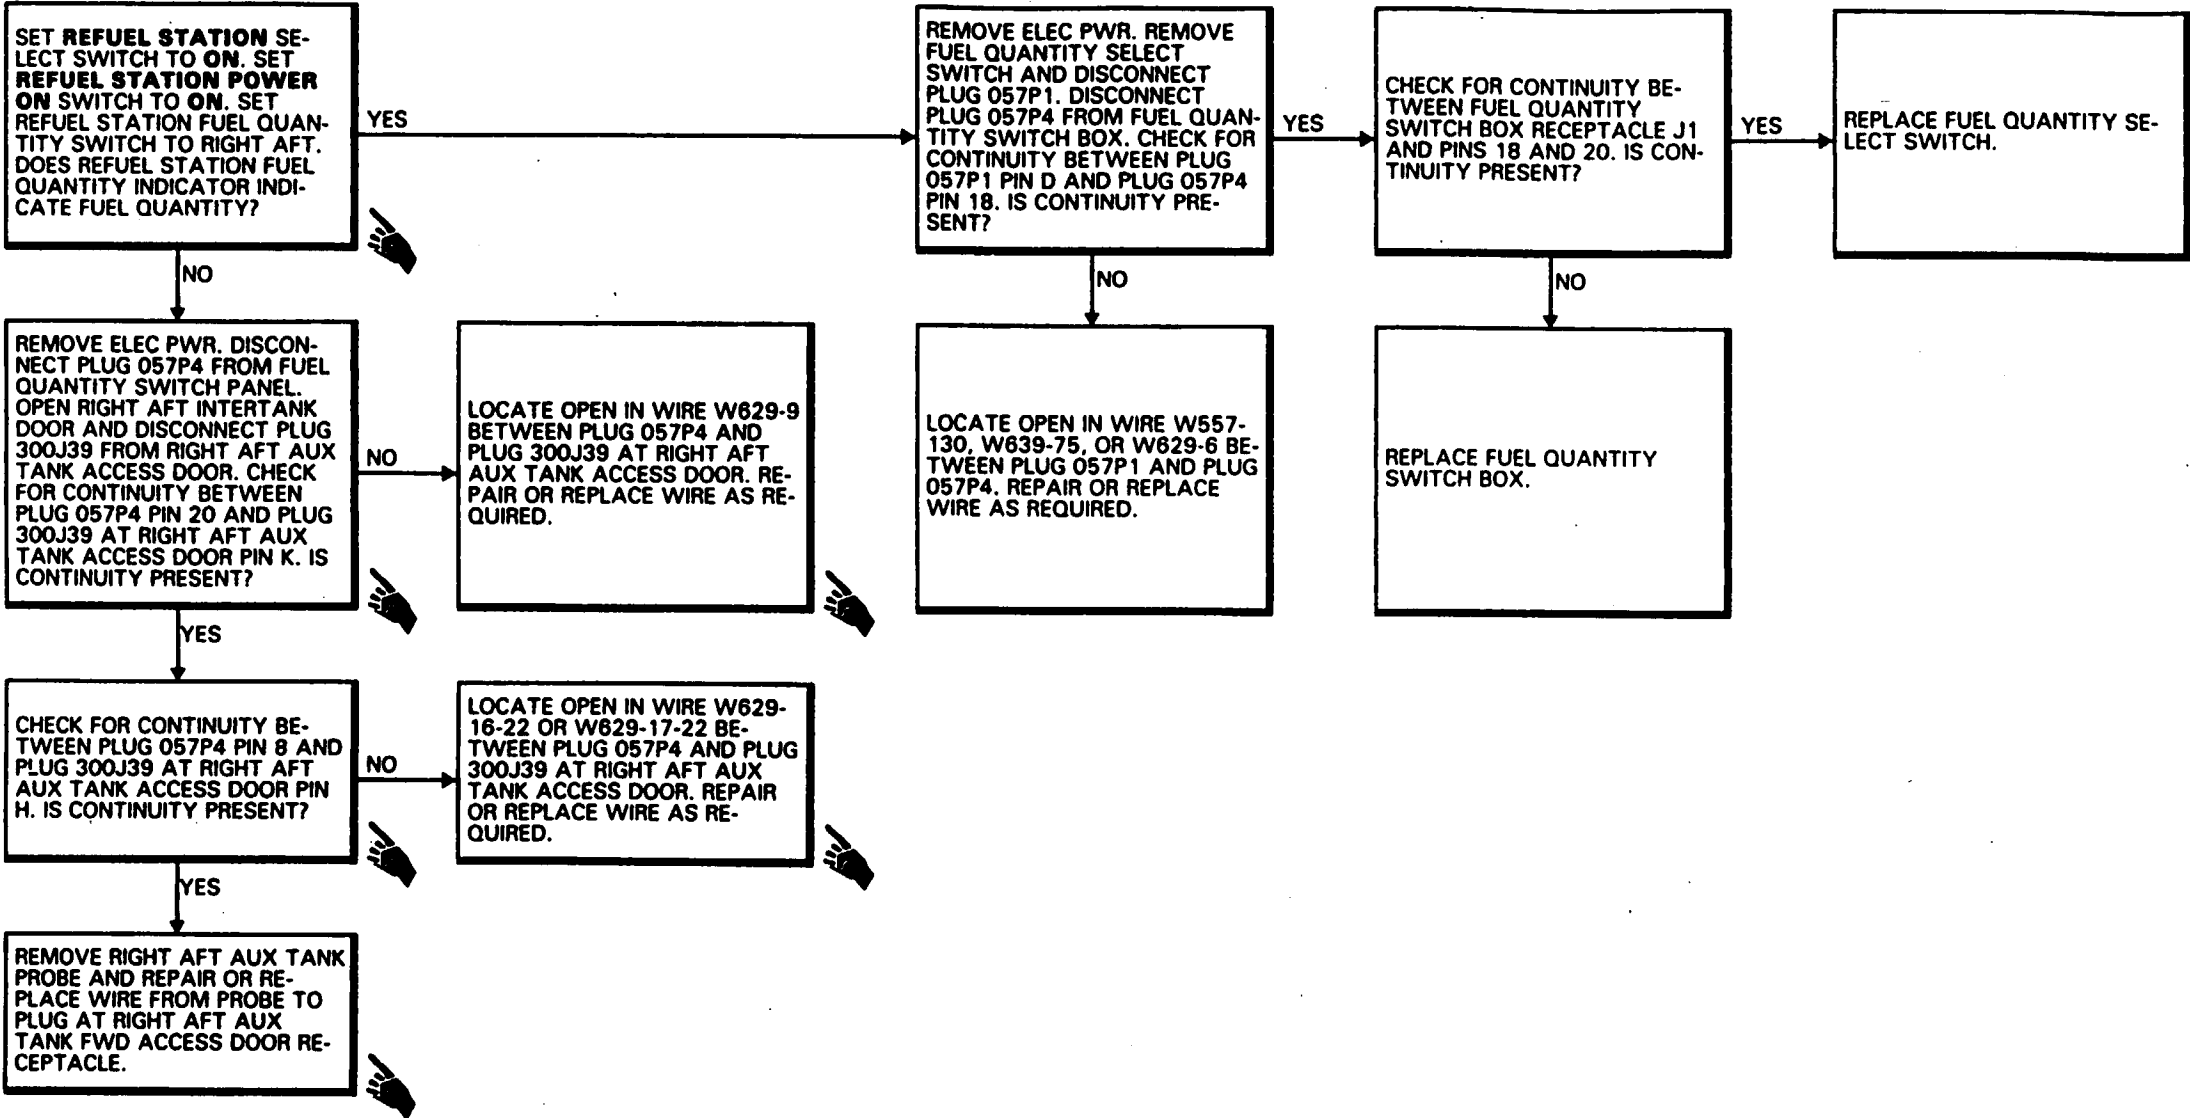 SET REFUEL STATION SE-
LECT SWITCH TO ON. SET
REFUEL STATION POWER
ON SWITCH TO ON. SET
REFUEL STATION FUEL QUAN-
TITY SWITCH TO RIGHT AFT.
DOES REFUEL STATION FUEL
QUANTITY INDICATOR INDI-
CATE FUEL QUANTITY?
YES
REMOVE ELEC PWR. REMOVE
FUEL QUANTITY SELECT
SWITCH AND DISCONNECT
PLUG 057P1. DISCONNECT
PLUG 057P4 FROM FUEL QUAN-
TITY SWITCH BOX. CHECK FOR
CONTINUITY BETWEEN PLUG
057P1 PIN D AND PLUG 057P4
PIN 18. IS CONTINUITY PRE-
SENT?
YES
CHECK FOR CONTINUITY BE-
TWEEN FUEL QUANTITY
SWITCH BOX RECEPTACLE J1
AND PINS 18 AND 20. IS CON-
TINUITY PRESENT?
YES
REPLACE FUEL QUANTITY SE-
LECT SWITCH.
NO
NO
NO
REMOVE ELEC PWR. DISCON-
NECT PLUG 057P4 FROM FUEL
QUANTITY SWITCH PANEL.
OPEN RIGHT AFT INTERTANK
DOOR AND DISCONNECT PLUG
300J39 FROM RIGHT AFT AUX
TANK ACCESS DOOR. CHECK
FOR CONTINUITY BETWEEN
PLUG 057P4 PIN 20 AND PLUG
300J39 AT RIGHT AFT AUX
TANK ACCESS DOOR PIN K. IS
CONTINUITY PRESENT?
NO
LOCATE OPEN IN WIRE W629-9
BETWEEN PLUG 057P4 AND
PLUG 300J39 AT RIGHT AFT
AUX TANK ACCESS DOOR. RE-
PAIR OR REPLACE WIRE AS RE-
QUIRED.
LOCATE OPEN IN WIRE W557-
130, W639-75, OR W629-6 BE-
TWEEN PLUG 057P1 AND PLUG
057P4. REPAIR OR REPLACE
WIRE AS REQUIRED.
REPLACE FUEL QUANTITY
SWITCH BOX.
YES
CHECK FOR CONTINUITY BE-
TWEEN PLUG 057P4 PIN 8 AND
PLUG 300J39 AT RIGHT AFT
AUX TANK ACCESS DOOR PIN
H. IS CONTINUITY PRESENT?
NO
LOCATE OPEN IN WIRE W629-
16-22 OR W629-17-22 BE-
TWEEN PLUG 057P4 AND PLUG
300J39 AT RIGHT AFT AUX
TANK ACCESS DOOR. REPAIR
OR REPLACE WIRE AS RE-
QUIRED.
YES
REMOVE RIGHT AFT AUX TANK
PROBE AND REPAIR OR RE-
PLACE WIRE FROM PROBE TO
PLUG AT RIGHT AFT AUX
TANK FWD ACCESS DOOR RE-
CEPTACLE.